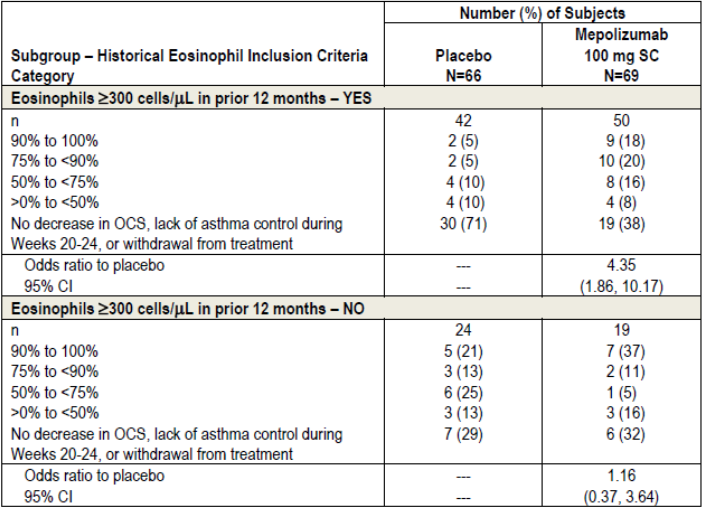 Number (%) of Subjects
Subgroup – Historical Eosinophil Inclusion Criteria Category Placebo N=66 Mepolizumab 100 mg SC N=69
Eosinophils ≥300 cells/µL in prior 12 months – YES
n 42 50
90% to 100% 2 (5) 9 (18)
75% to <90% 2 (5) 10 (20)
50% to <75% 4 (10) 8 (16)
>0% to <50% 4 (10) 4 (8)
No decrease in OCS, lack of asthma control during 30 (71) 19 (38)
Weeks 20-24, or withdrawal from treatment
Odds ratio to placebo --- 4.35
95% CI --- (1.86, 10.17)
Eosinophils ≥300 cells/µL in prior 12 months – NO
n 24 19
90% to 100% 5 (21) 7 (37)
75% to <90% 3 (13) 2 (11)
50% to <75% 6 (25) 1 (5)
>0% to <50% 3 (13) 3 (16)
No decrease in OCS, lack of asthma control during 7 (29) 6 (32)
Weeks 20-24, or withdrawal from treatment
Odds ratio to placebo --- 1.16
95% CI --- (0.37, 3.64)